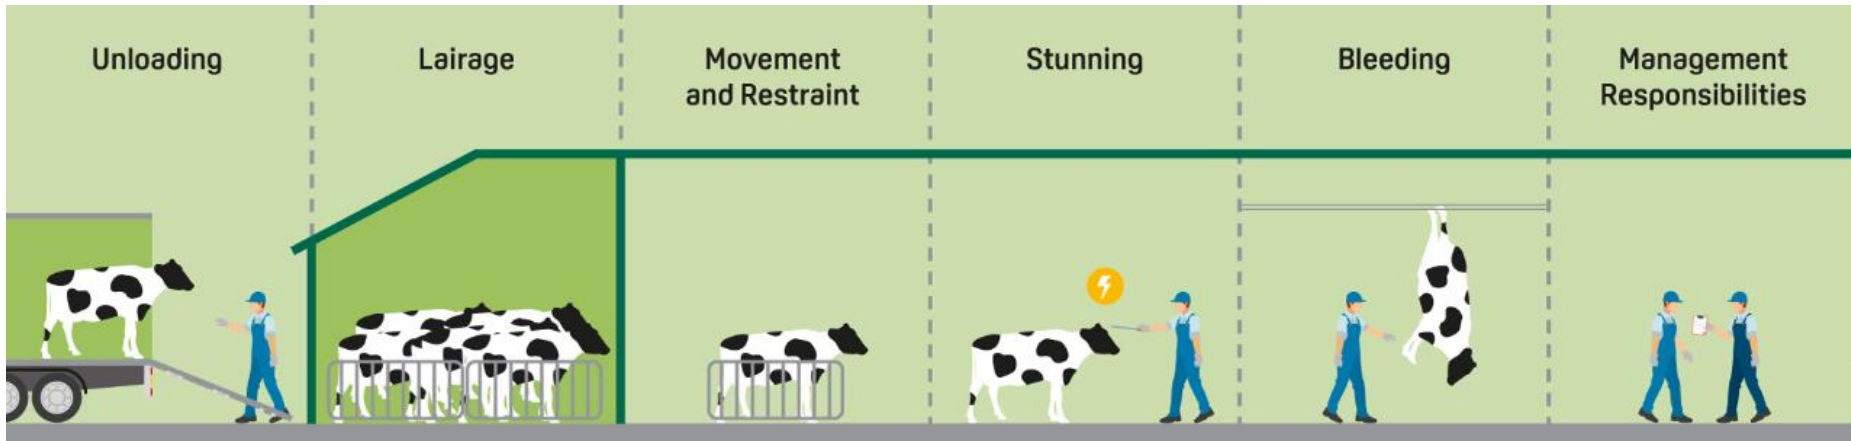 Unloading
Lairage
Movement
and Restraint
Stunning
Bleeding
Management
Responsibilities